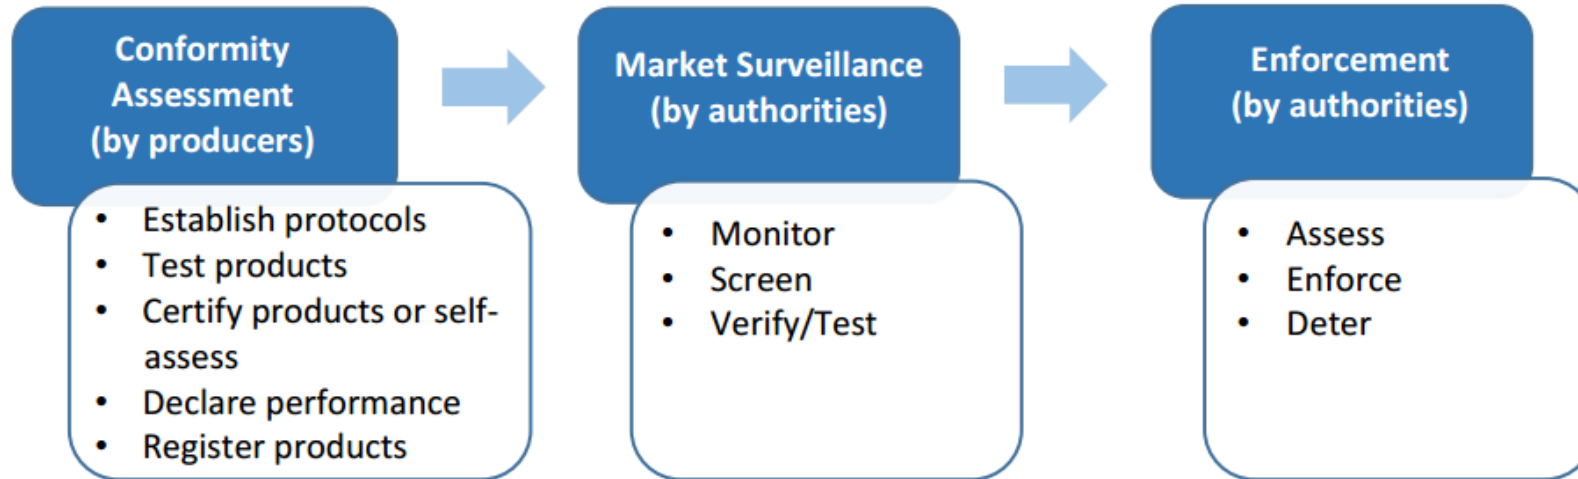 Conformity
Assessment
(by producers)
• Establish protocols
• Test products
• Certify products or self-
assess
• Declare performance
• Register products
Market Surveillance
(by authorities)
• Monitor
• Screen
• Verify/Test
Enforcement
(by authorities)
• Assess
• Enforce
• Deter